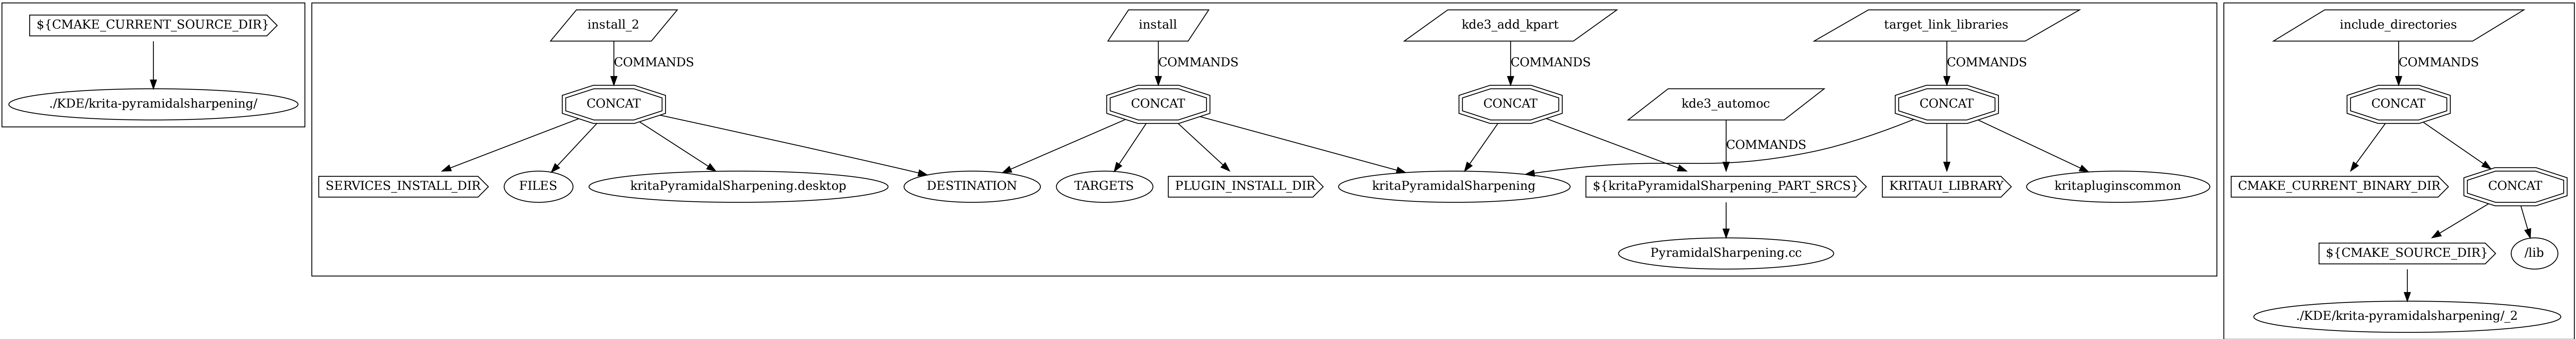 ${CMAKE_CURRENT_SOURCE_DIR}
./KDE/krita-pyramidalsharpening/
install_2
install
kde3_add_kpart
target_link_libraries
COMMANDS
COMMANDS
COMMANDS
COMMANDS
CONCAT
CONCAT
CONCAT
kde3_automoc
CONCAT
COMMANDS
SERVICES_INSTALL_DIR
FILES
kritaPyramidalSharpening.desktop
DESTINATION
TARGETS
PLUGIN_INSTALL_DIR
kritaPyramidalSharpening
${kritaPyramidalSharpening_PART_SRCS}
KRITAUI_LIBRARY
kritapluginscommon
PyramidalSharpening.cc
include_directories
COMMANDS
CONCAT
CMAKE_CURRENT_BINARY_DIR
CONCAT
${CMAKE_SOURCE_DIR}
/lib
./KDE/krita-pyramidalsharpening/_2